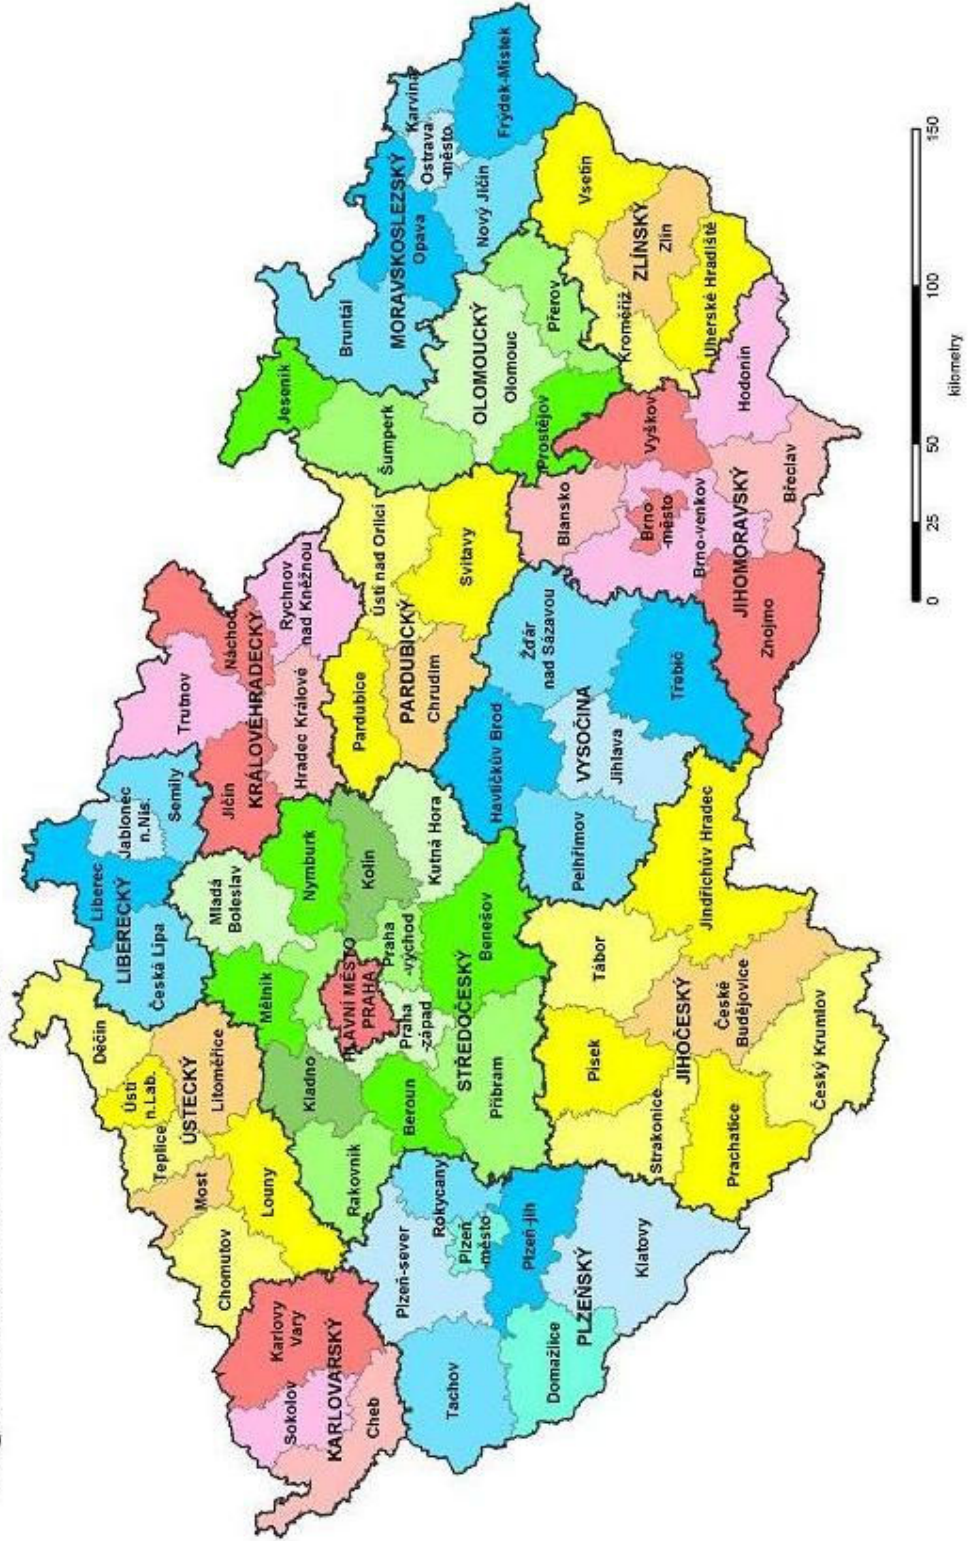 KARLOVARSKÝ
Karlovy
Vary
Sokolov
Cheb
ÚSTECKÝ
Děčín
Ústí
n.Lab.
Teplice
Litoměřice
Most
Louny
Chomutov
LIBERECKÝ
Liberec
Jablonec
n.Nis.
Semily
Česká Lípa
KRÁLOVÉHRADECKÝ
Trutnov
Náchod
Jičín
Rychnov
nad Kněžnou
Hradec Králové
PARDUBICKÝ
Ústí nad Orlicí
Pardubice
Chrudim
Svitavy
STŘEDOČESKÝ
Mladá
Boleslav
Mělník
Nymburk
Kolín
Kutná Hora
Kladno
Rakovník
Beroun
Praha
-východ
Praha
-západ
Benešov
Příbram
HLAVNÍ MĚSTO
PRAHA
PLZEŇSKÝ
Plzeň-sever
Rokycany
Plzeň
-město
Plzeň-jih
Tachov
Domažlice
Klatovy
JIHOČESKÝ
Písek
Tábor
Strakonice
Prachatice
České
Budějovice
Jindřichův Hradec
Český Krumlov
VYSOČINA
Havlíčkův Brod
Pelhřimov
Jihlava
Žďár
nad Sázavou
Třebíč
JIHOMORAVSKÝ
Blansko
Brno
-město
Brno-venkov
Vyškov
Znojmo
Břeclav
Hodonín
OLOMOUCKÝ
Jeseník
Šumperk
Olomouc
Prostějov
Přerov
MORAVSKOSLEZSKÝ
Bruntál
Opava
Ostrava
-město
Karviná
Nový Jičín
Frýdek-Místek
ZLÍNSKÝ
Kroměříž
Vsetín
Zlín
Uherské Hradiště
0 25 50 100 150
kilometry